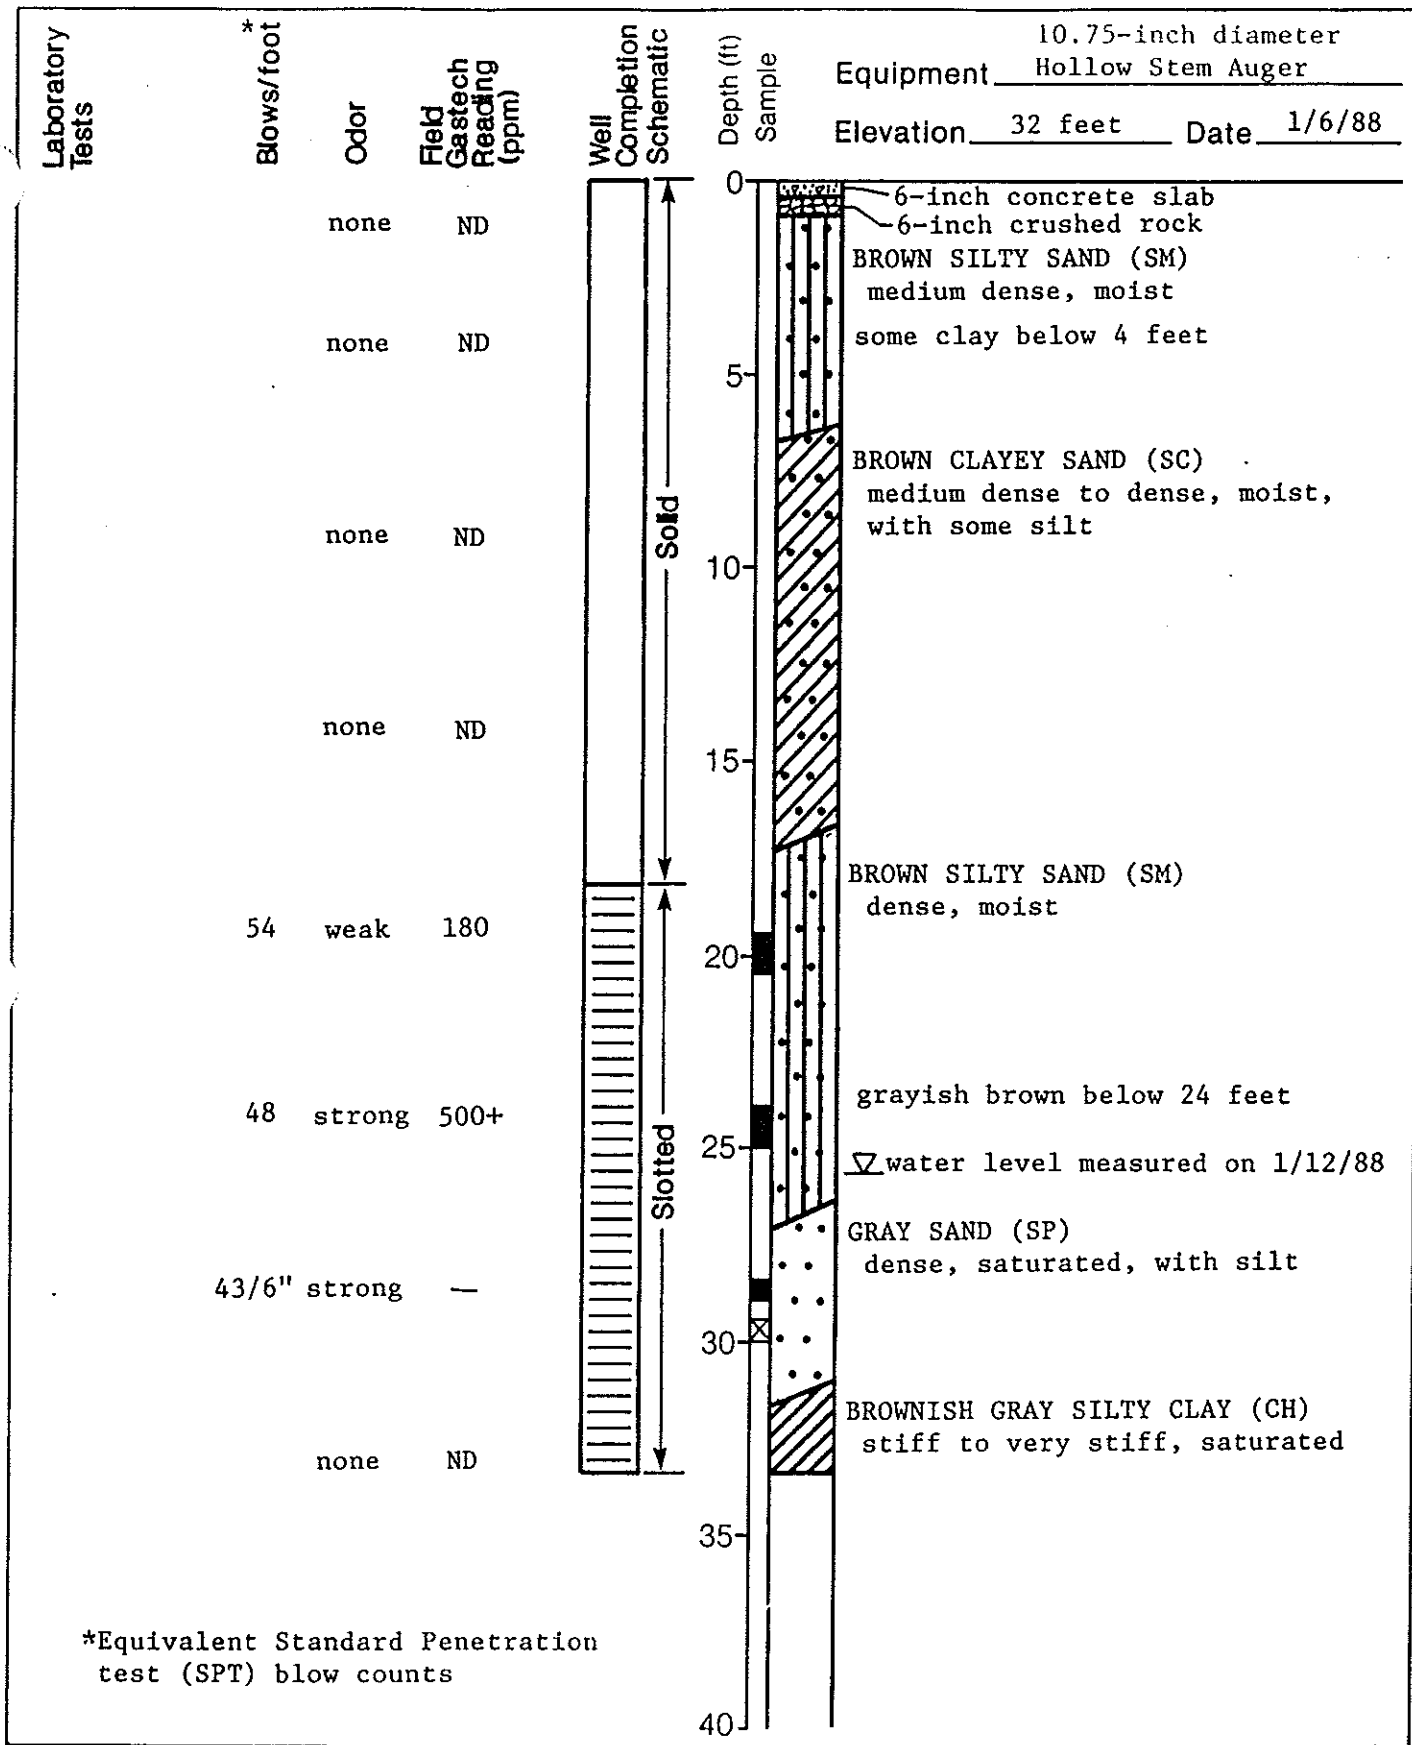 Laboratory
Tests
*
Blows/foot
Odor
Field
Gastech
Reading
(ppm)
Well
Completion
Schematic
Depth (ft)
Sample
10.75-inch diameter
Equipment Hollow Stem Auger
Elevation 32 feet Date 1/6/88
0
6-inch concrete slab
none ND
6-inch crushed rock
BROWN SILTY SAND (SM)
medium dense, moist
none ND
some clay below 4 feet
5
BROWN CLAYEY SAND (SC)
medium dense to dense, moist,
with some silt
none ND
Solid
10
none ND
15
BROWN SILTY SAND (SM)
dense, moist
54 weak 180
20
grayish brown below 24 feet
48 strong 500+
25
water level measured on 1/12/88
Slotted
GRAY SAND (SP)
dense, saturated, with silt
43/6" strong —
30
BROWNISH GRAY SILTY CLAY (CH)
stiff to very stiff, saturated
none ND
35
*Equivalent Standard Penetration
test (SPT) blow counts
40